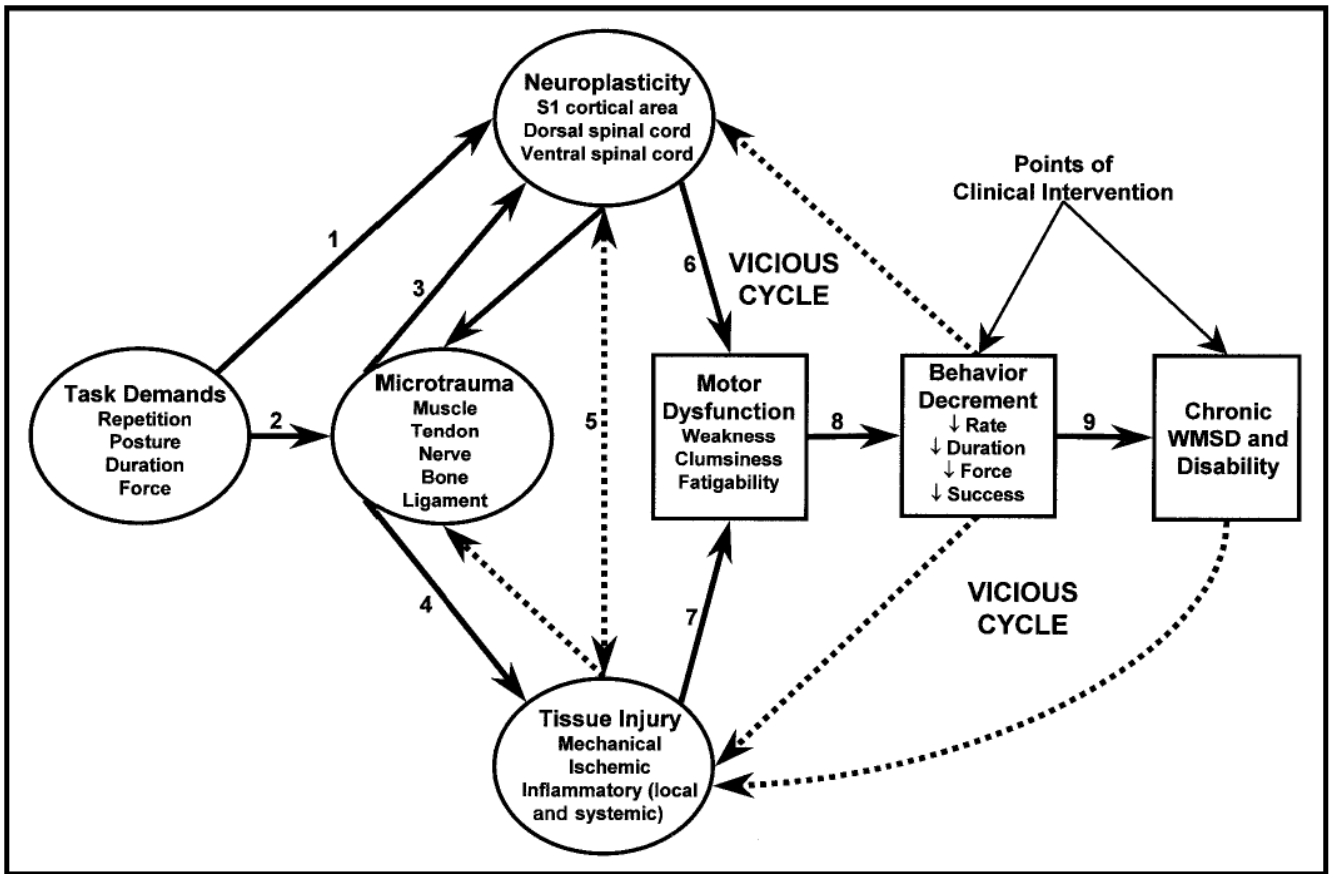 Neuroplasticity
S1 cortical area
Dorsal spinal cord
Ventral spinal cord
Points of
Clinical Intervention
1
3
6
VICIOUS
CYCLE
Task Demands
Repetition
Posture
Duration
Force
2
Microtrauma
Muscle
Tendon
Nerve
Bone
Ligament
5
Motor
Dysfunction
Weakness
Clumsiness
Fatigability
8
Behavior
Decrement
↓ Rate
↓ Duration
↓ Force
↓ Success
9
Chronic
WMSD and
Disability
4
7
VICIOUS
CYCLE
Tissue Injury
Mechanical
Ischemic
Inflammatory (local
and systemic)